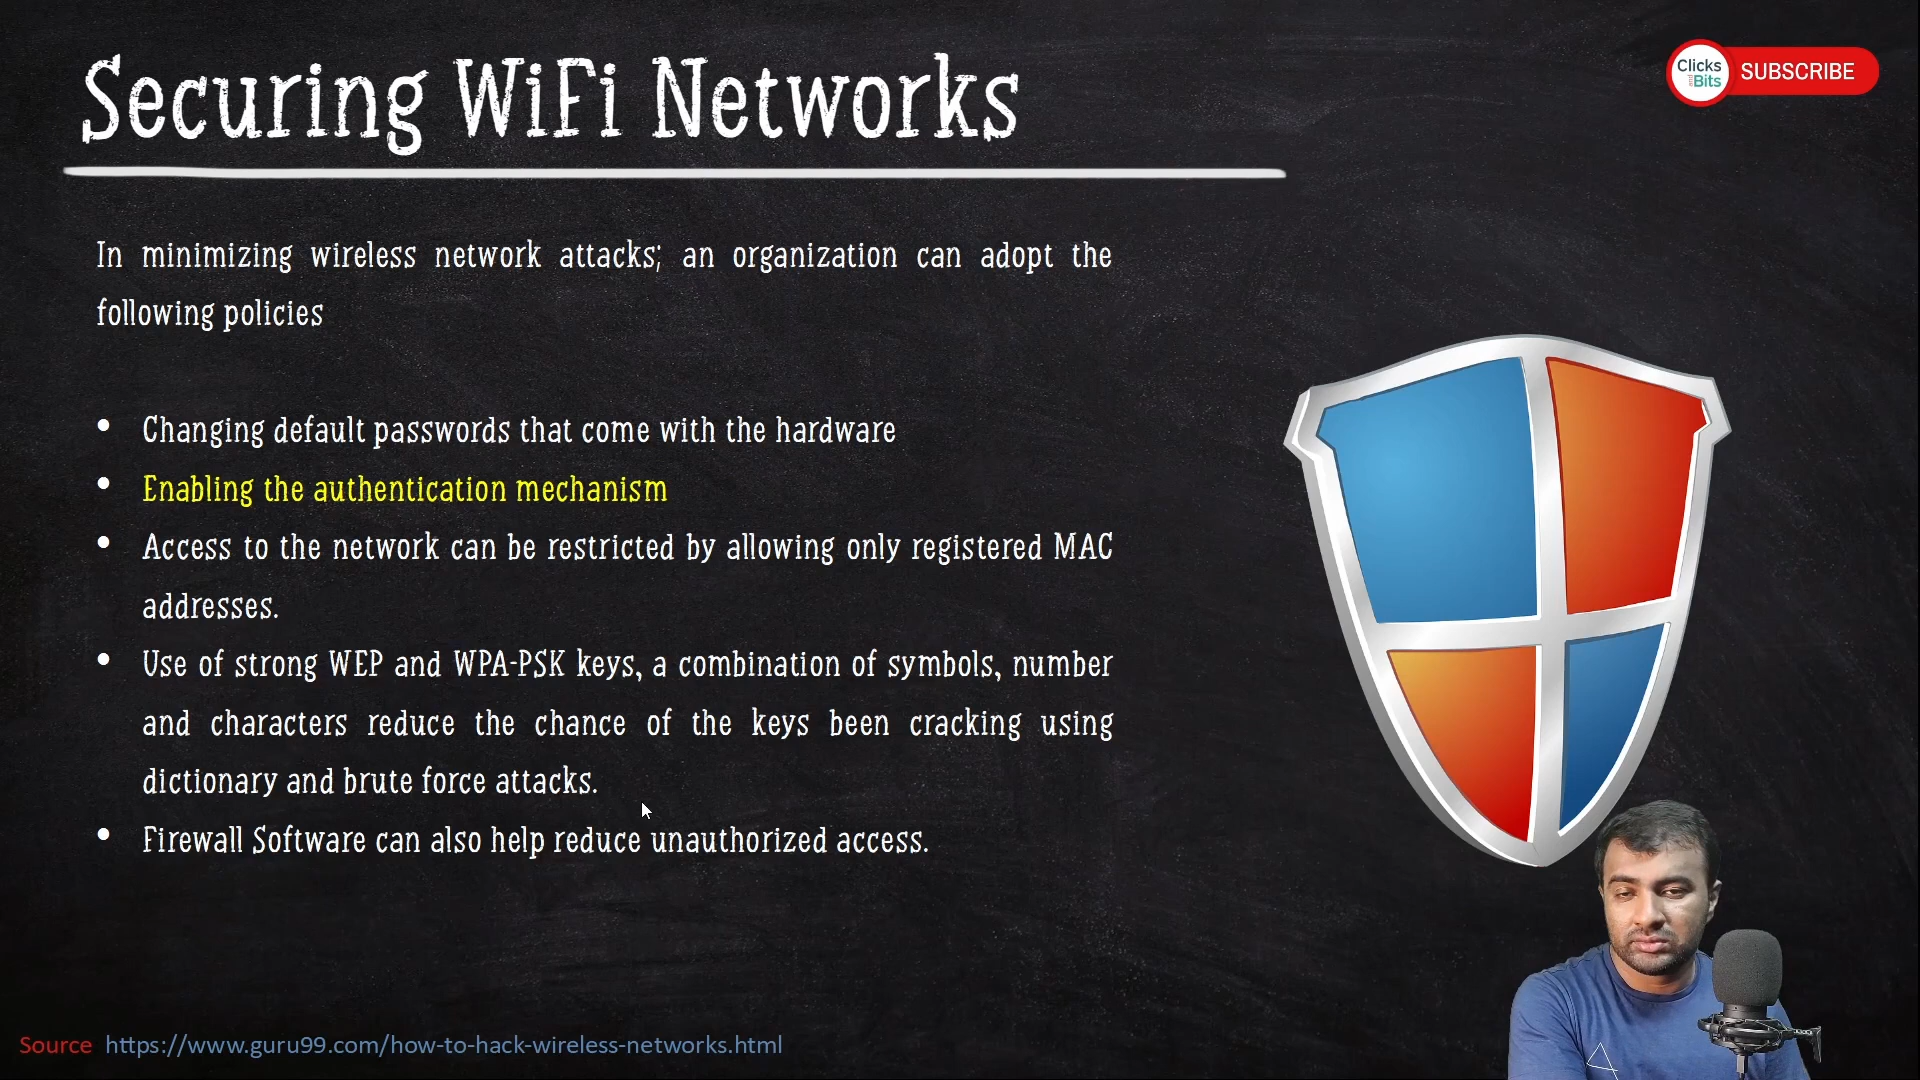 Securing WiFi Networks
Clicks
and
Bits
SUBSCRIBE
In minimizing wireless network attacks; an organization can adopt the
following policies
• Changing default passwords that come with the hardware
• Enabling the authentication mechanism
• Access to the network can be restricted by allowing only registered MAC
addresses.
• Use of strong WEP and WPA-PSK keys, a combination of symbols, number
and characters reduce the chance of the keys been cracking using
dictionary and brute force attacks.
• Firewall Software can also help reduce unauthorized access.
Source https://www.guru99.com/how-to-hack-wireless-networks.html